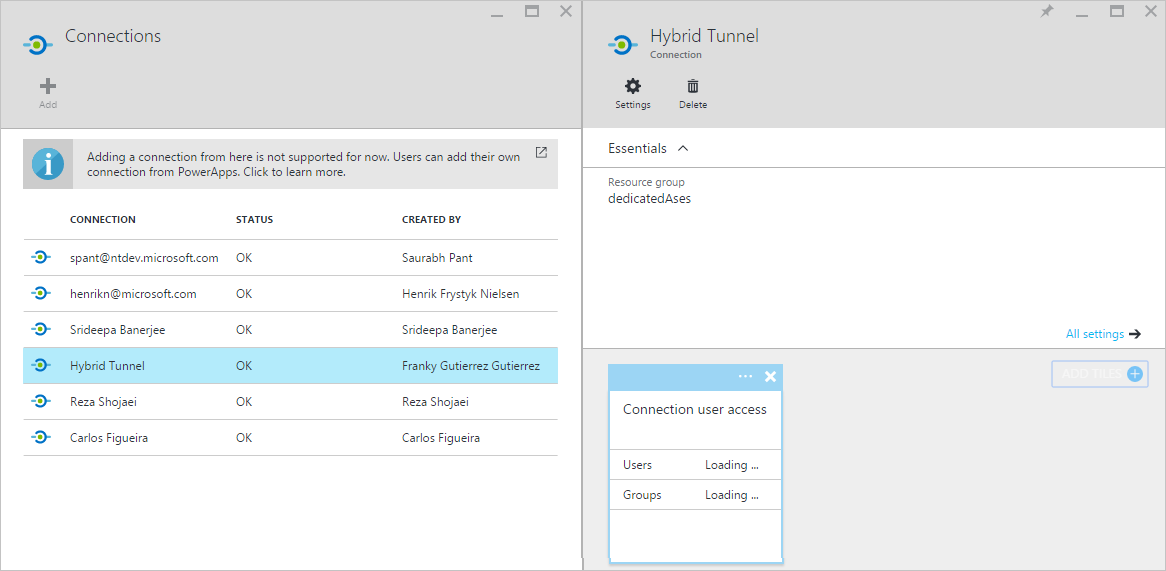 Connections
Add
Adding a connection from here is not supported for now. Users can add their own
connection from PowerApps. Click to learn more.
CONNECTION STATUS CREATED BY
spant@ntdev.microsoft.com OK Saurabh Pant
henrikn@microsoft.com OK Henrik Frystyk Nielsen
Srideepa Banerjee OK Srideepa Banerjee
Hybrid Tunnel OK Franky Gutierrez Gutierrez
Reza Shojaei OK Reza Shojaei
Carlos Figueira OK Carlos Figueira
Hybrid Tunnel
Connection
Settings Delete
Essentials
Resource group
dedicatedAses
All settings
ADD TILES
Connection user access
Users Loading ...
Groups Loading ...